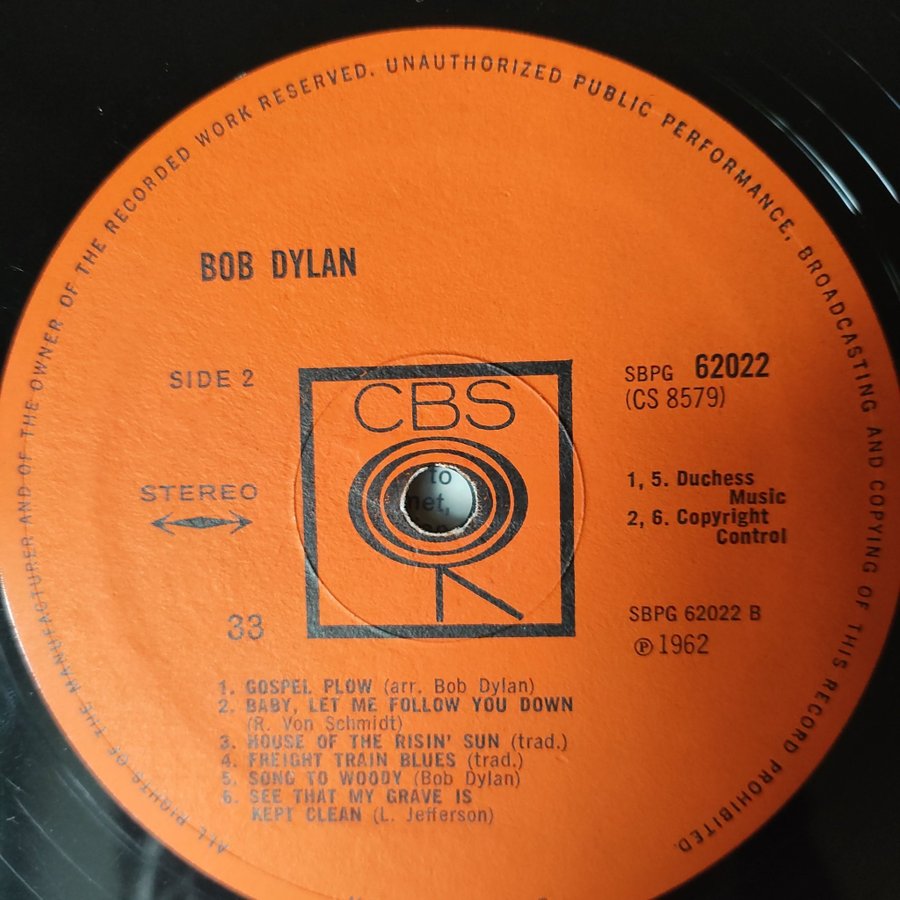 ALL RIGHTS OF THE MANUFACTURER AND OF THE OWNER OF THE RECORDED WORK RESERVED. UNAUTHORIZED PUBLIC PERFORMANCE, BROADCASTING AND COPYING OF THIS RECORD PROHIBITED.
BOB DYLAN
SIDE 2
SBPG 62022
(CS 8579)
CBS
STEREO
to
1, 5. Duchess
Music
2, 6. Copyright
Control
33
SBPG 62022 B
℗ 1962
1. GOSPEL PLOW (arr. Bob Dylan)
2. BABY, LET ME FOLLOW YOU DOWN
(R. Von Schmidt)
3. HOUSE OF THE RISIN' SUN (trad.)
4. FREIGHT TRAIN BLUES (trad.)
5. SONG TO WOODY (Bob Dylan)
6. SEE THAT MY GRAVE IS
KEPT CLEAN (L. Jefferson)